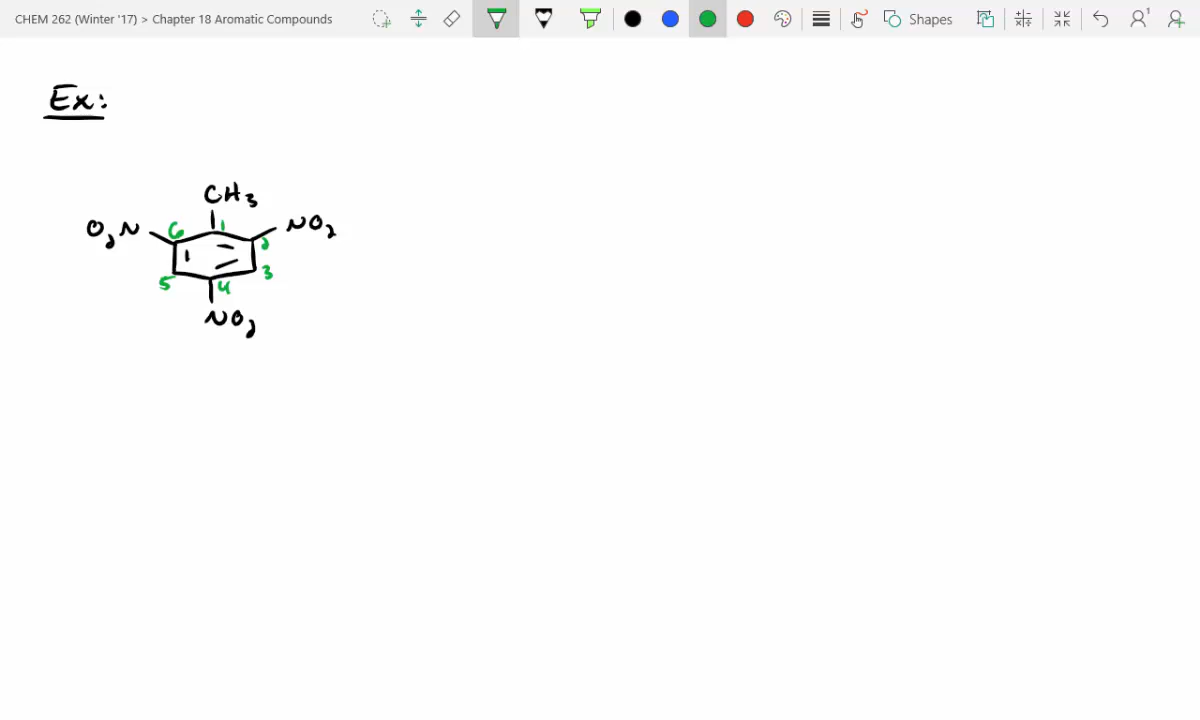 CHEM 262 (Winter '17) > Chapter 18 Aromatic Compounds
Shapes
1
Ex:
CH3
O2N 6 1 NO2
2
5 3
4
NO2